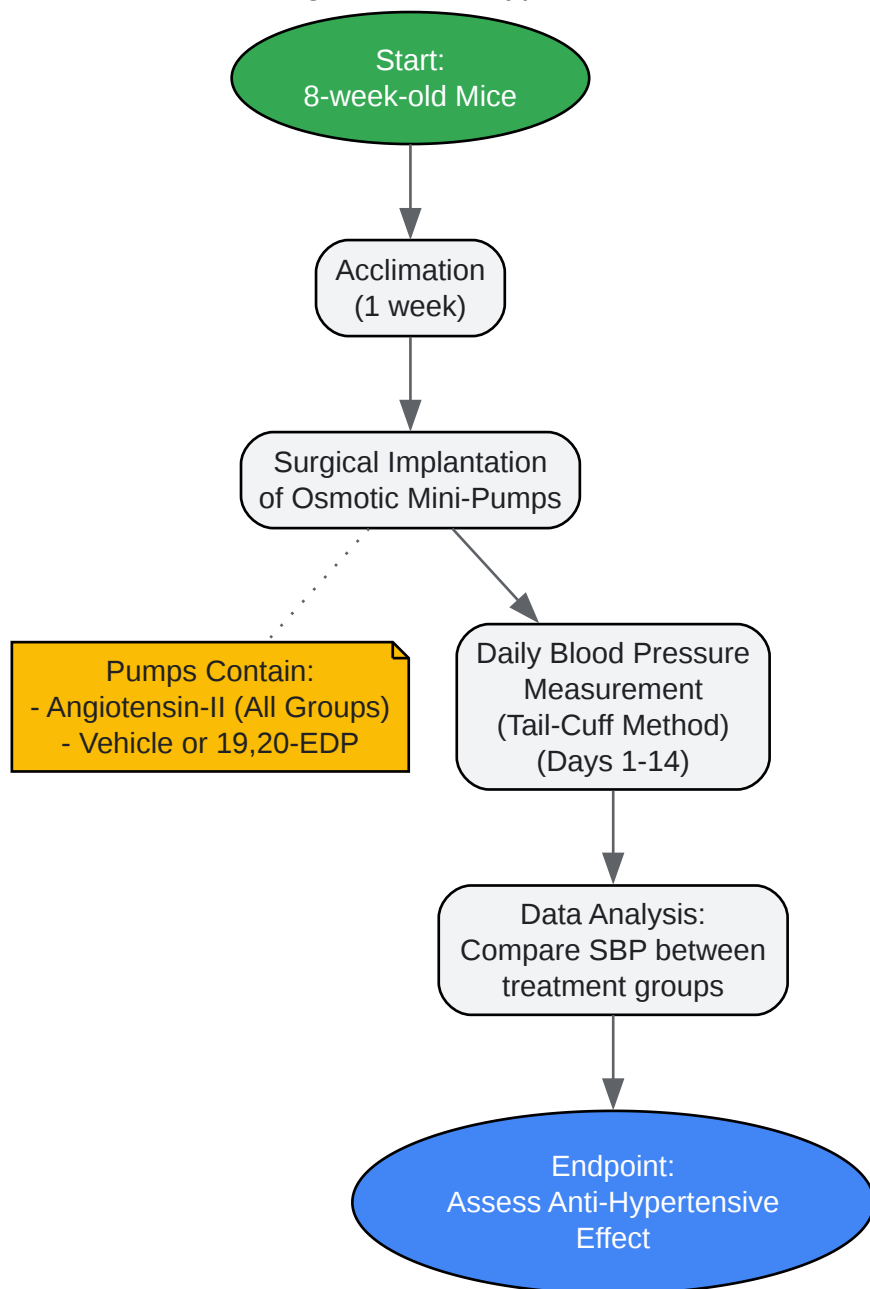 Start:
8-week-old Mice
Acclimation
(1 week)
Surgical Implantation
of Osmotic Mini-Pumps
Pumps Contain:
- Angiotensin-II (All Groups)
- Vehicle or 19,20-EDP
Daily Blood Pressure
Measurement
(Tail-Cuff Method)
(Days 1-14)
Data Analysis:
Compare SBP between
treatment groups
Endpoint:
Assess Anti-Hypertensive
Effect